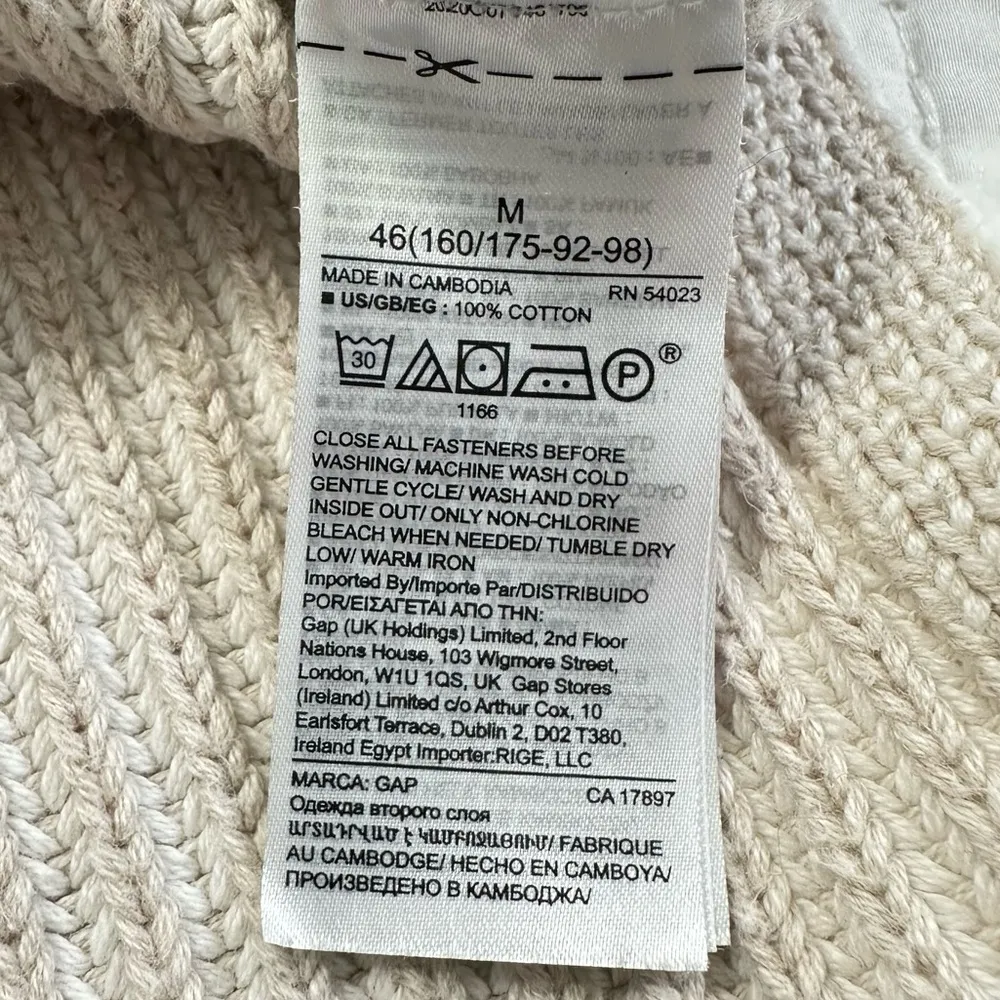 M
46(160/175-92-98)
MADE IN CAMBODIA RN 54023
■ US/GB/EG : 100% COTTON
30 P ®
1166
CLOSE ALL FASTENERS BEFORE
WASHING/ MACHINE WASH COLD
GENTLE CYCLE/ WASH AND DRY
INSIDE OUT/ ONLY NON-CHLORINE
BLEACH WHEN NEEDED/ TUMBLE DRY
LOW/ WARM IRON
Imported By/Importe Par/DISTRIBUIDO
POR/ΕΙΣΑΓΕΤΑΙ ΑΠΟ ΤΗΝ:
Gap (UK Holdings) Limited, 2nd Floor
Nations House, 103 Wigmore Street,
London, W1U 1QS, UK Gap Stores
(Ireland) Limited c/o Arthur Cox, 10
Earlsfort Terrace, Dublin 2, D02 T380,
Ireland Egypt Importer:RIGE, LLC
MARCA: GAP CA 17897
Одежда второго слоя
ԱՐՏԱԴՐՎԱԾ Է ԿԱՄԲՈՋԱՅՈՒՄ/ FABRIQUE
AU CAMBODGE/ HECHO EN CAMBOYA/
ПРОИЗВЕДЕНО В КАМБОДЖА/